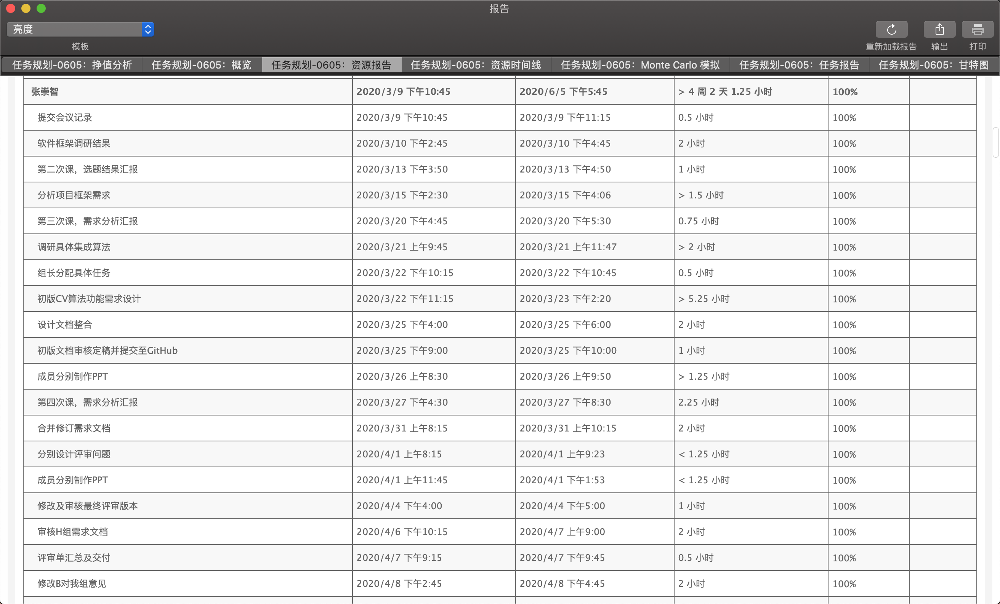 报告
亮度
模板
重新加载报告 输出 打印
任务规划-0605：挣值分析 任务规划-0605：概览 任务规划-0605：资源报告 任务规划-0605：资源时间线 任务规划-0605：Monte Carlo 模拟 任务规划-0605：任务报告 任务规划-0605：甘特图
张崇智 2020/3/9 下午10:45 2020/6/5 下午5:45 > 4 周 2 天 1.25 小时 100%
提交会议记录 2020/3/9 下午10:45 2020/3/9 下午11:15 0.5 小时 100%
软件框架调研结果 2020/3/10 下午2:45 2020/3/10 下午4:45 2 小时 100%
第二次课，选题结果汇报 2020/3/13 下午3:50 2020/3/13 下午4:50 1 小时 100%
分析项目框架需求 2020/3/15 下午2:30 2020/3/15 下午4:06 > 1.5 小时 100%
第三次课，需求分析汇报 2020/3/20 下午4:45 2020/3/20 下午5:30 0.75 小时 100%
调研具体集成算法 2020/3/21 上午9:45 2020/3/21 上午11:47 > 2 小时 100%
组长分配具体任务 2020/3/22 下午10:15 2020/3/22 下午10:45 0.5 小时 100%
初版CV算法功能需求设计 2020/3/22 下午11:15 2020/3/23 下午2:20 > 5.25 小时 100%
设计文档整合 2020/3/25 下午4:00 2020/3/25 下午6:00 2 小时 100%
初版文档审核定稿并提交至GitHub 2020/3/25 下午9:00 2020/3/25 下午10:00 1 小时 100%
成员分别制作PPT 2020/3/26 上午8:30 2020/3/26 上午9:50 > 1.25 小时 100%
第四次课，需求分析汇报 2020/3/27 下午4:30 2020/3/27 下午8:30 2.25 小时 100%
合并修订需求文档 2020/3/31 上午8:15 2020/3/31 上午10:15 2 小时 100%
分别设计评审问题 2020/4/1 上午8:15 2020/4/1 上午9:23 < 1.25 小时 100%
成员分别制作PPT 2020/4/1 上午11:45 2020/4/1 下午1:53 < 1.25 小时 100%
修改及审核最终评审版本 2020/4/4 下午4:00 2020/4/4 下午5:00 1 小时 100%
审核H组需求文档 2020/4/6 下午10:15 2020/4/7 上午9:00 2 小时 100%
评审单汇总及交付 2020/4/7 下午9:15 2020/4/7 下午9:45 0.5 小时 100%
修改B对我组意见 2020/4/8 下午2:45 2020/4/8 下午4:45 2 小时 100%